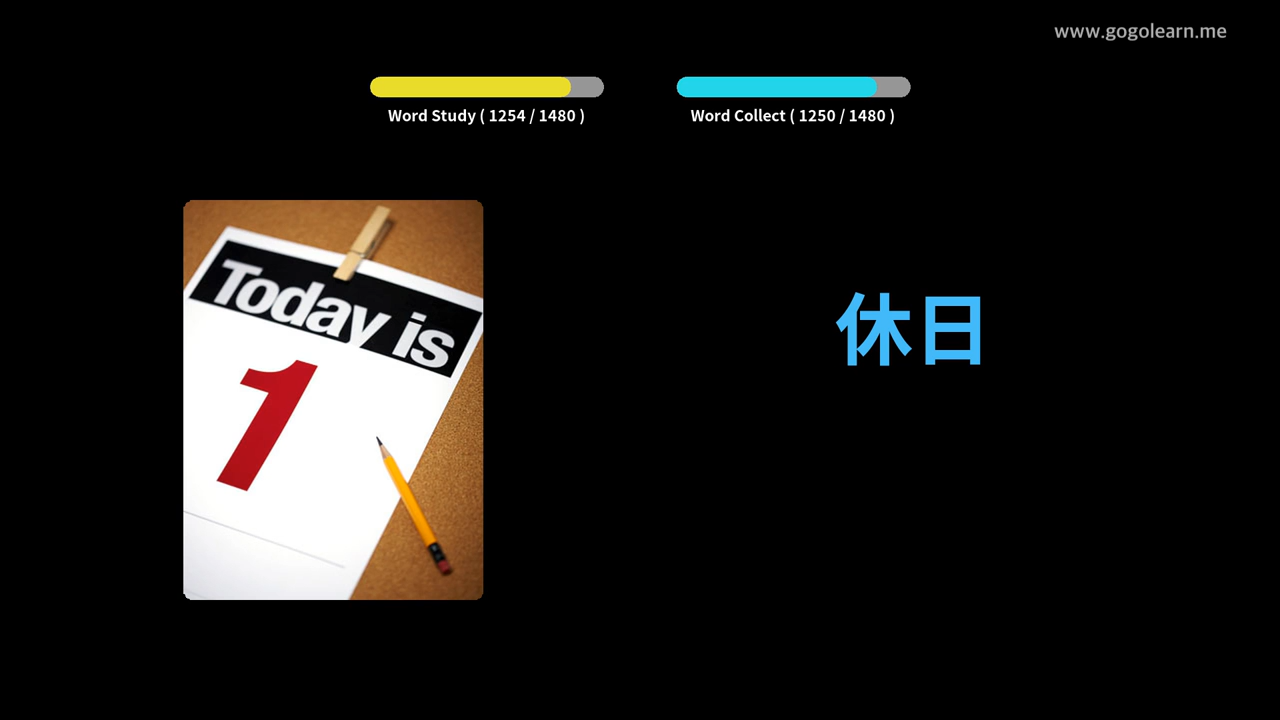 www.gogolearn.me
Word Study ( 1254 / 1480 )
Word Collect ( 1250 / 1480 )
Today is
1
休日